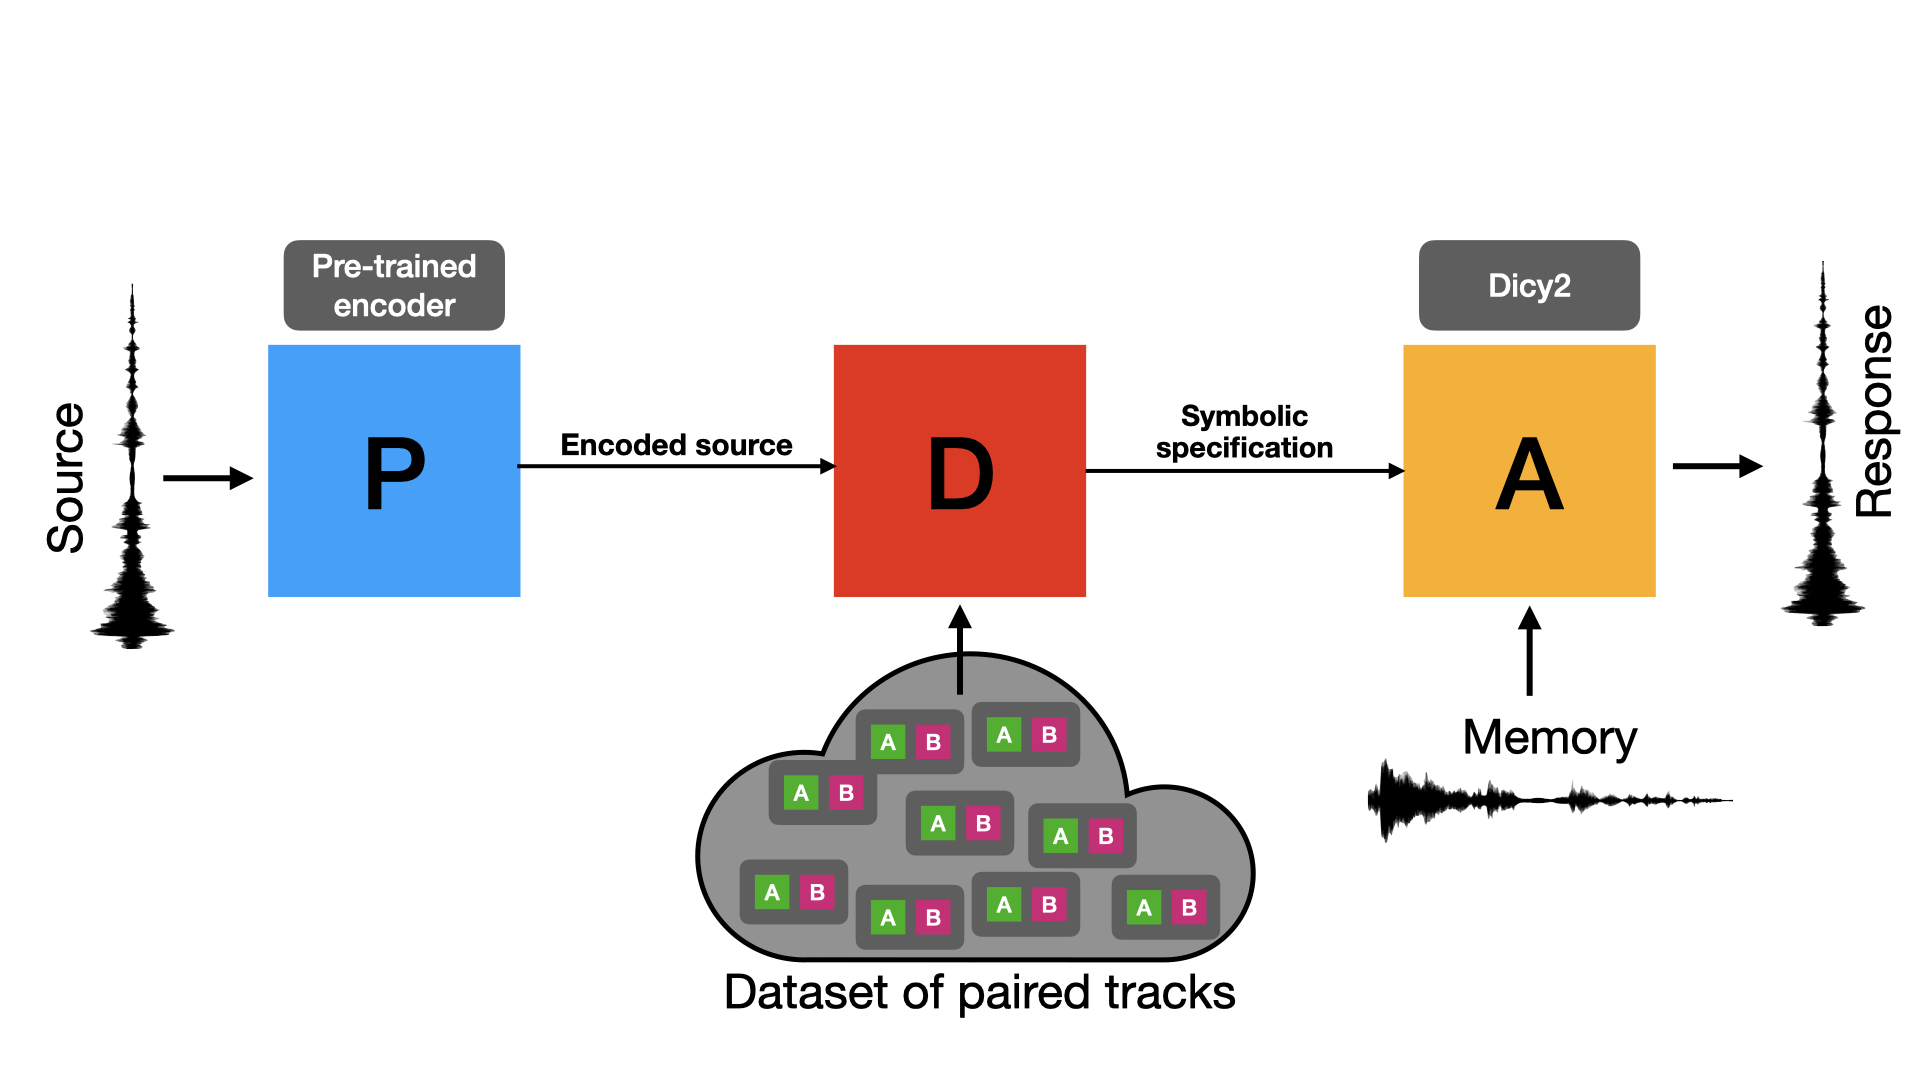 Source
Pre-trained
encoder
P
Encoded source
D
Symbolic
specification
Dicy2
A
Response
A B
A B
A B
A B
A B
A B
A B
A B
A B
Dataset of paired tracks
Memory